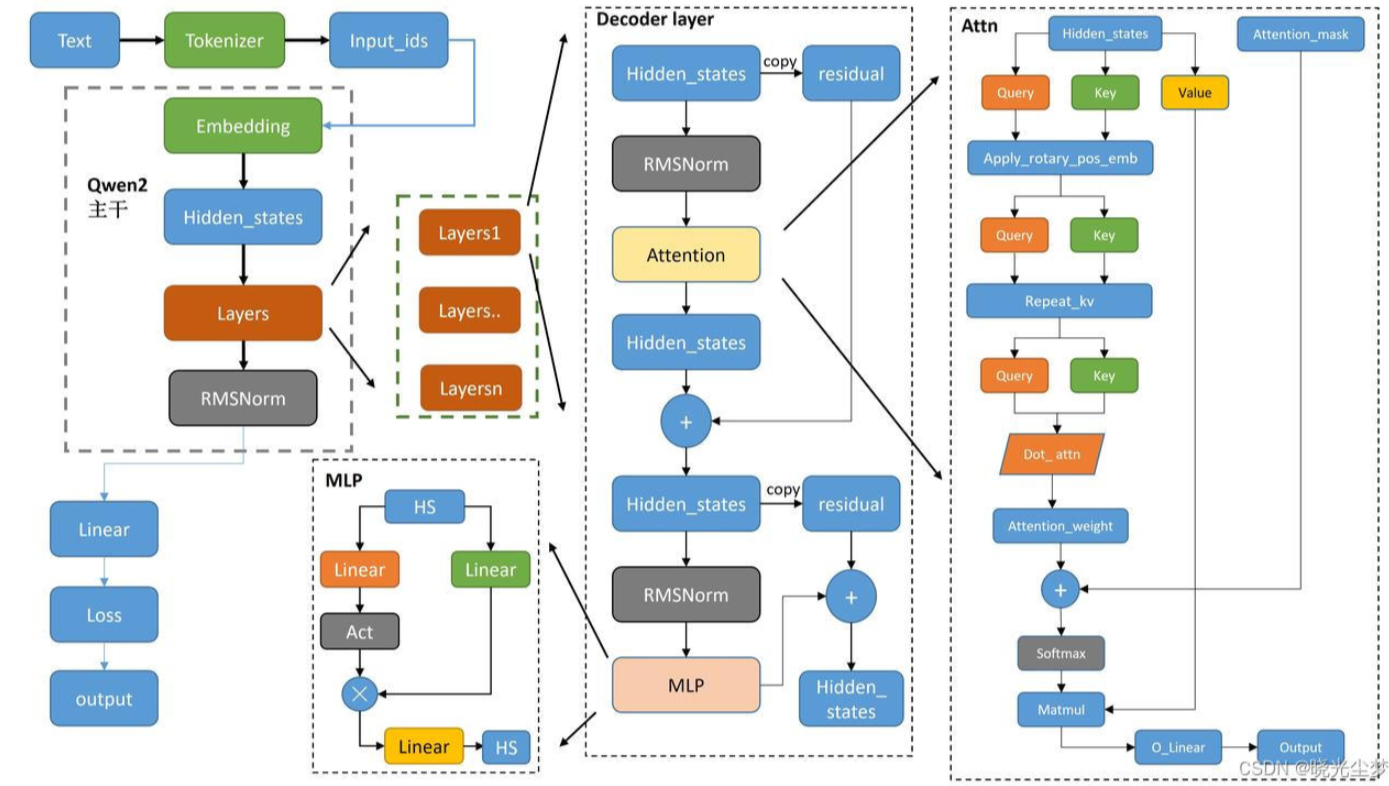 Text
Tokenizer
Input_ids
Qwen2
主干
Embedding
Hidden_states
Layers
RMSNorm
Linear
Loss
output
Layers1
Layers..
Layersn
MLP
HS
Linear
Linear
Act
×
Linear
HS
Decoder layer
Hidden_states
copy
residual
RMSNorm
Attention
Hidden_states
+
Hidden_states
copy
residual
RMSNorm
+
MLP
Hidden_
states
Attn
Hidden_states
Attention_mask
Query
Key
Value
Apply_rotary_pos_emb
Query
Key
Repeat_kv
Query
Key
Dot_ attn
Attention_weight
+
Softmax
Matmul
O_Linear
Output
CSDN @晓光尘梦